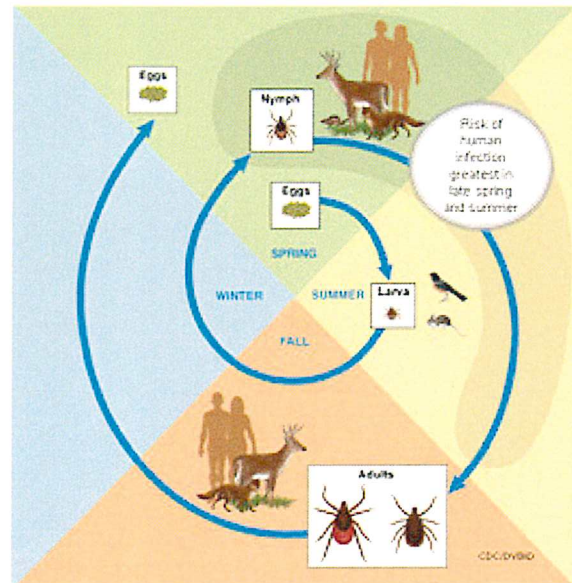 Eggs
Nymph
Risk of
human
infection
greatest in
late spring
and summer
Eggs
SPRING
WINTER
SUMMER
Larva
FALL
Adults
CDC/DVBID